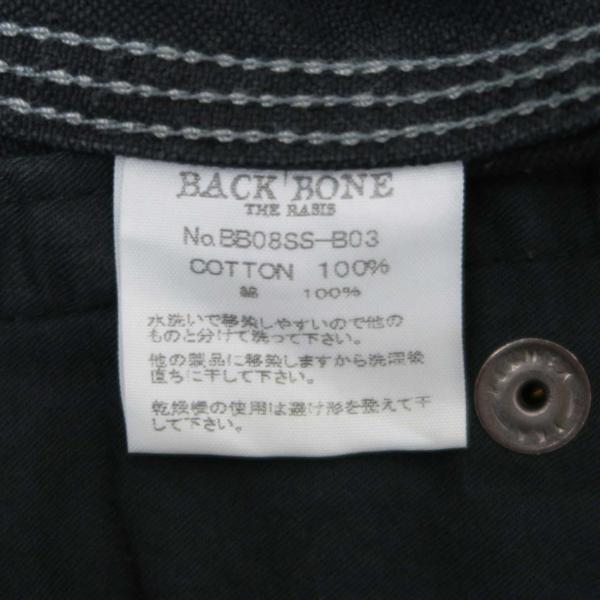 BACK BONE
THE BASIS
No.BB08SS-B03
COTTON 100%
綿 100%
水洗いで移染しやすいので他の
ものと分けて洗って下さい。
他の製品に移染しますから洗濯後
直ちに干して下さい。
乾燥機の使用は避け形を整えて干
して下さい。